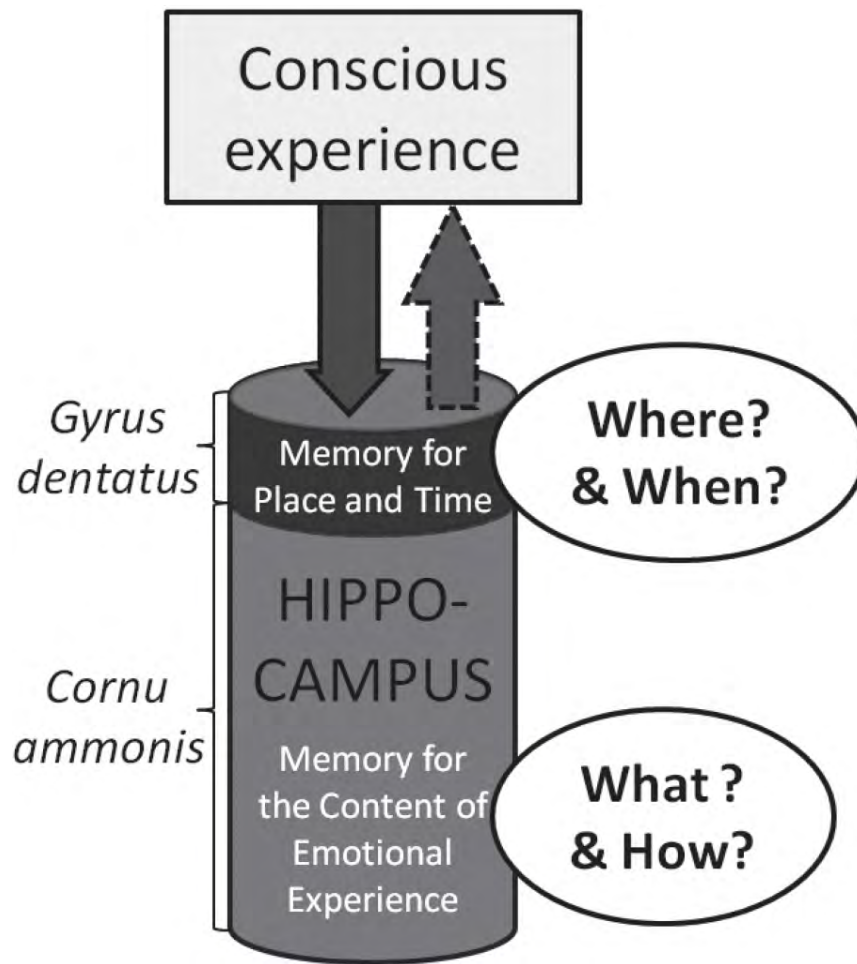 Conscious
experience
Gyrus
dentatus
Memory for
Place and Time
Where?
& When?
HIPPO-
CAMPUS
Cornu
ammonis
Memory for
the Content of
Emotional
Experience
What ?
& How?